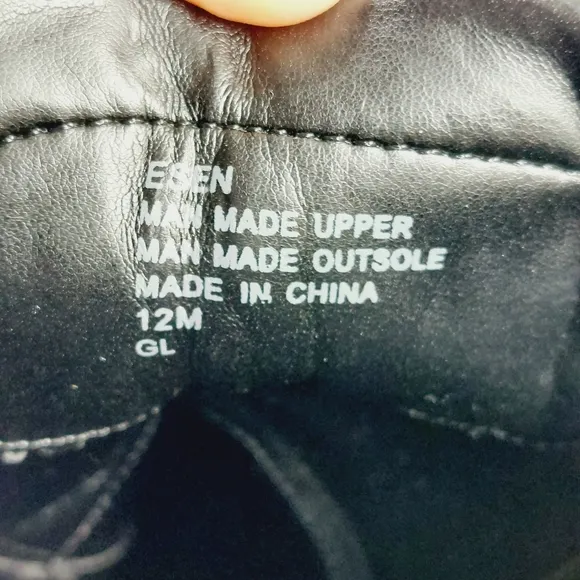 ESEN
MAN MADE UPPER
MAN MADE OUTSOLE
MADE IN CHINA
12M
GL